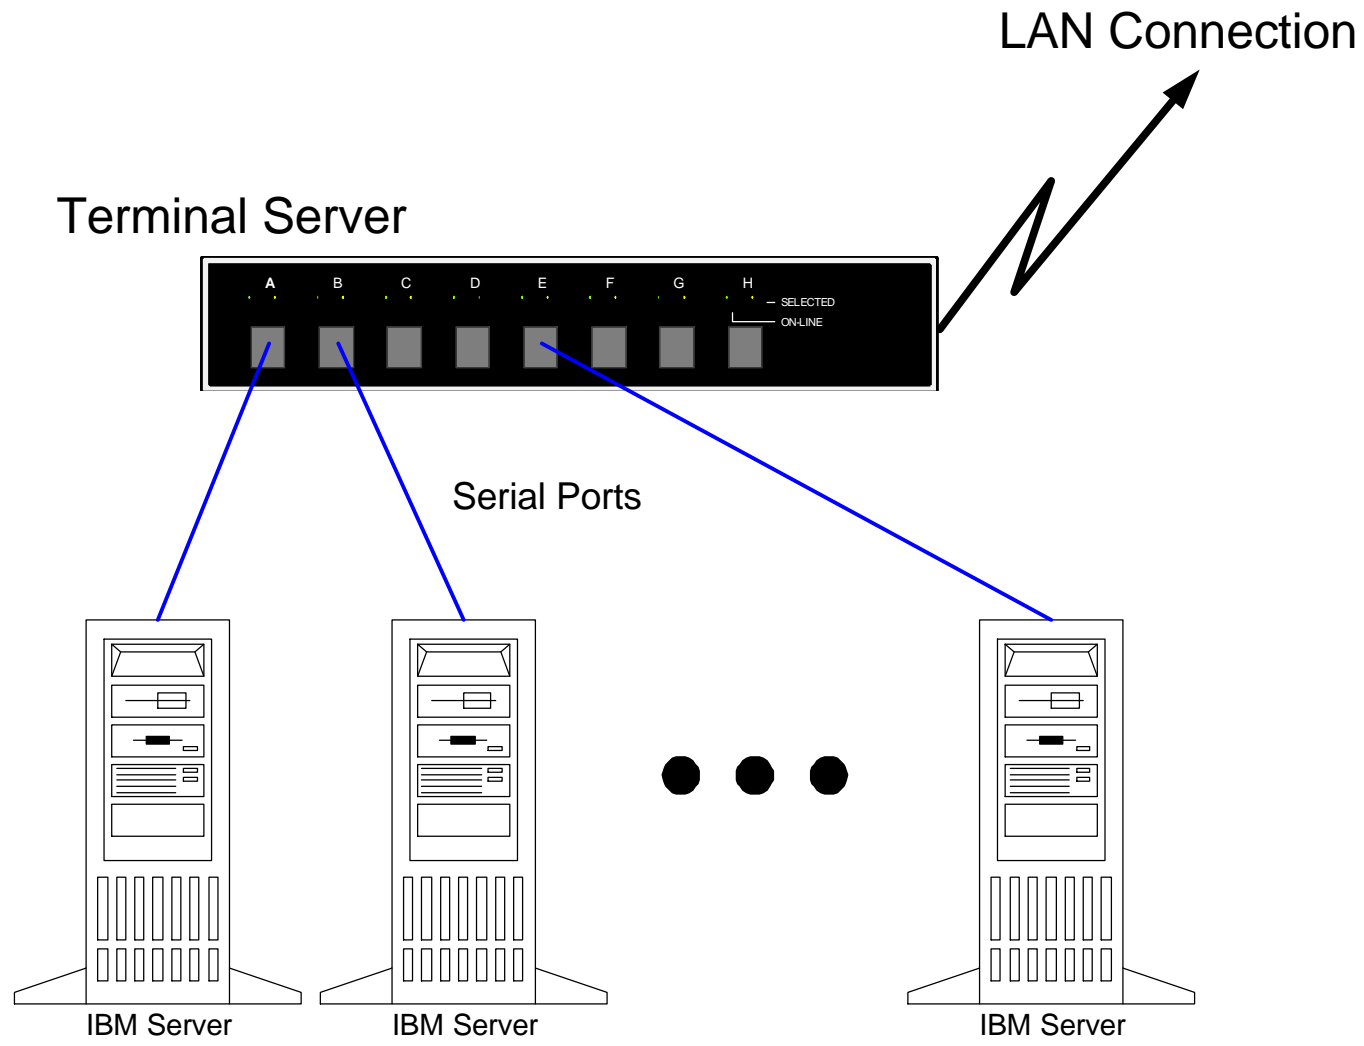 LAN Connection
Terminal Server
A B C D E F G H
SELECTED
ON-LINE
Serial Ports
IBM Server IBM Server IBM Server